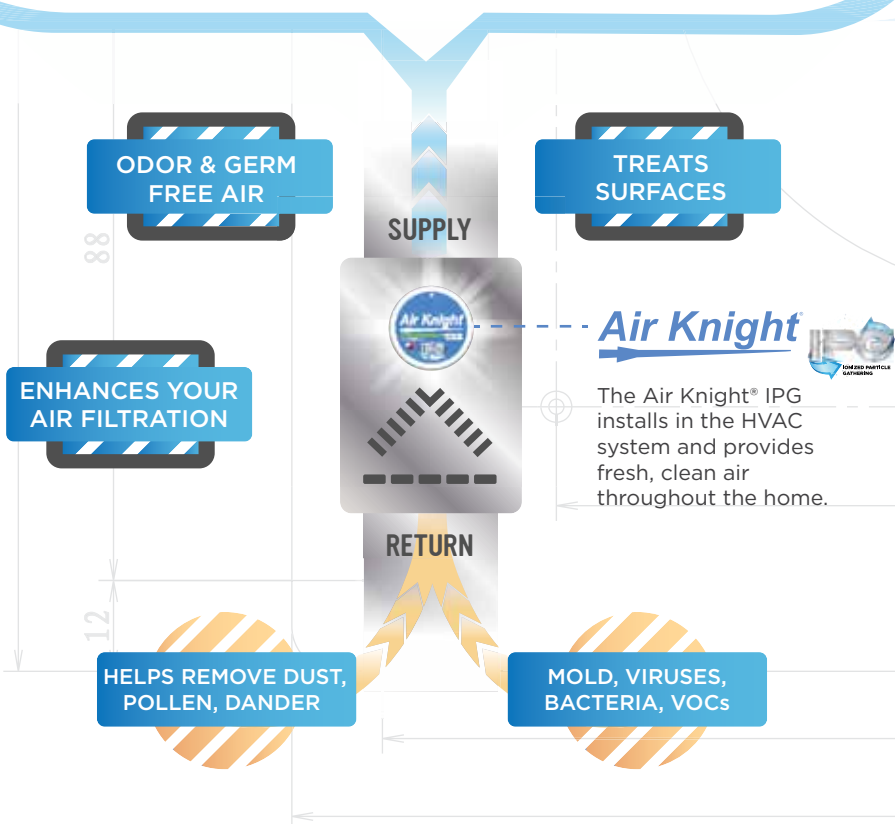 ODOR & GERM
FREE AIR
TREATS
SURFACES
88
SUPPLY
Air Knight
Air Knight®
IPG
IONIZED PARTICLE
GATHERING
ENHANCES YOUR
AIR FILTRATION
The Air Knight® IPG
installs in the HVAC
system and provides
fresh, clean air
throughout the home.
RETURN
12
HELPS REMOVE DUST,
POLLEN, DANDER
MOLD, VIRUSES,
BACTERIA, VOCs